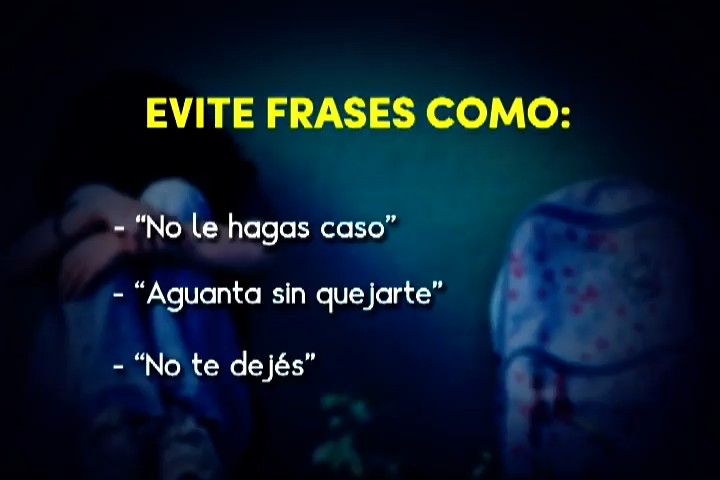 EVITE FRASES COMO:
- “No le hagas caso”
- “Aguanta sin quejarte”
- “No te dejés”